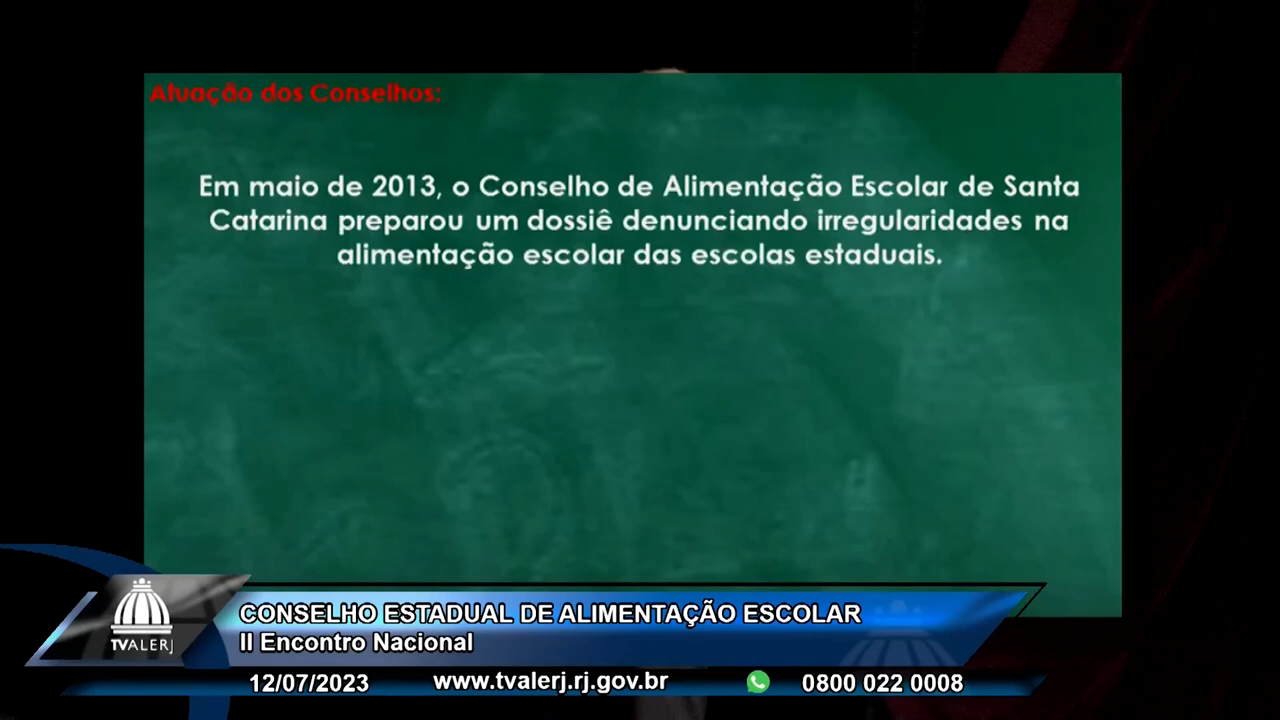 Atuação dos Conselhos:
Em maio de 2013, o Conselho de Alimentação Escolar de Santa
Catarina preparou um dossiê denunciando irregularidades na
alimentação escolar das escolas estaduais.
CONSELHO ESTADUAL DE ALIMENTAÇÃO ESCOLAR
II Encontro Nacional
TVALERJ
12/07/2023 www.tvalerj.rj.gov.br 0800 022 0008